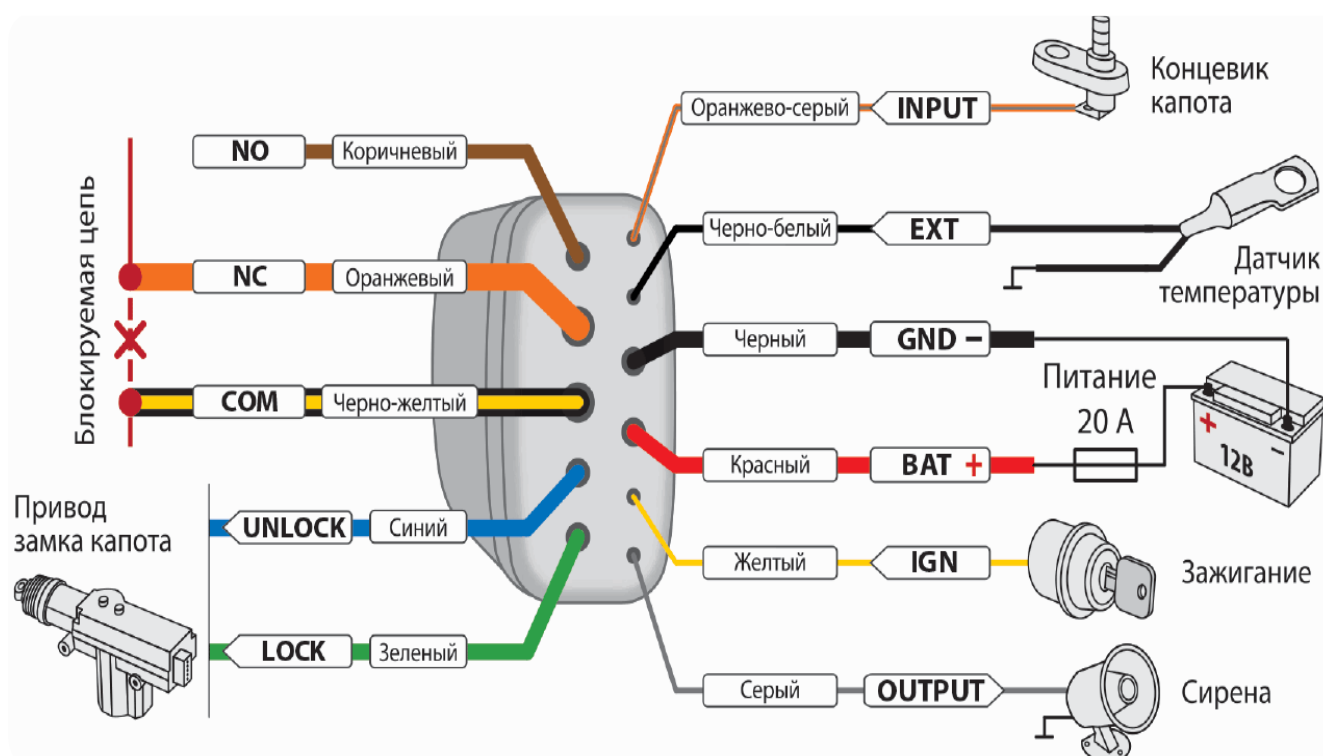 Концевик
капота
Оранжево-серый
INPUT
NO
Коричневый
Черно-белый
EXT
Датчик
температуры
Блокируемая цепь
NC
Оранжевый
Черный
GND -
Питание
20 А
COM
Черно-желтый
Красный
BAT +
+
-
12В
Привод
замка капота
UNLOCK
Синий
Желтый
IGN
Зажигание
LOCK
Зеленый
Серый
OUTPUT
Сирена